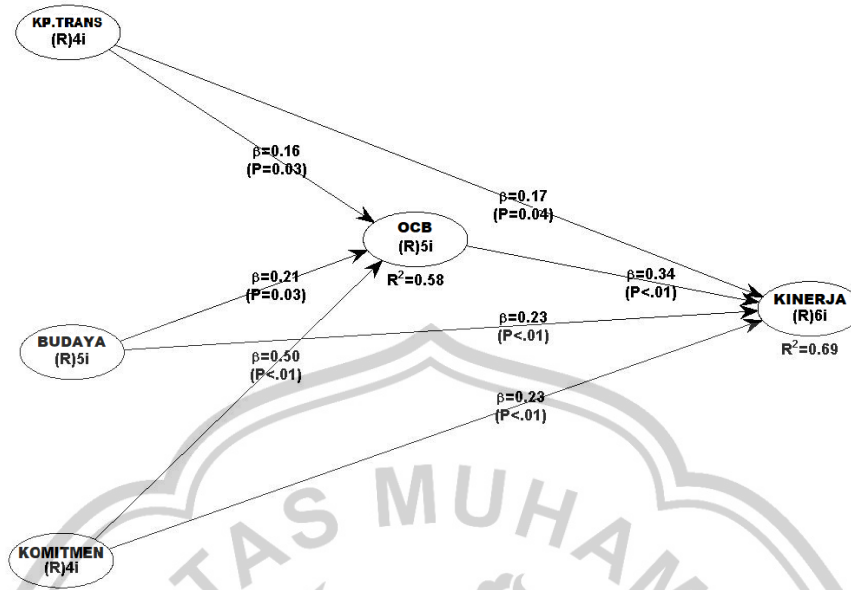 KP.TRANS
(R)4i
β=0.16
(P=0.03)
β=0.17
(P=0.04)
OCB
(R)5i
R²=0.58
β=0.34
(P<.01)
KINERJA
(R)6i
R²=0.69
β=0.21
(P=0.03)
BUDAYA
(R)5i
β=0.23
(P<.01)
β=0.50
(P<.01)
β=0.23
(P<.01)
KOMITMEN
(R)4i
TAS MUHAM